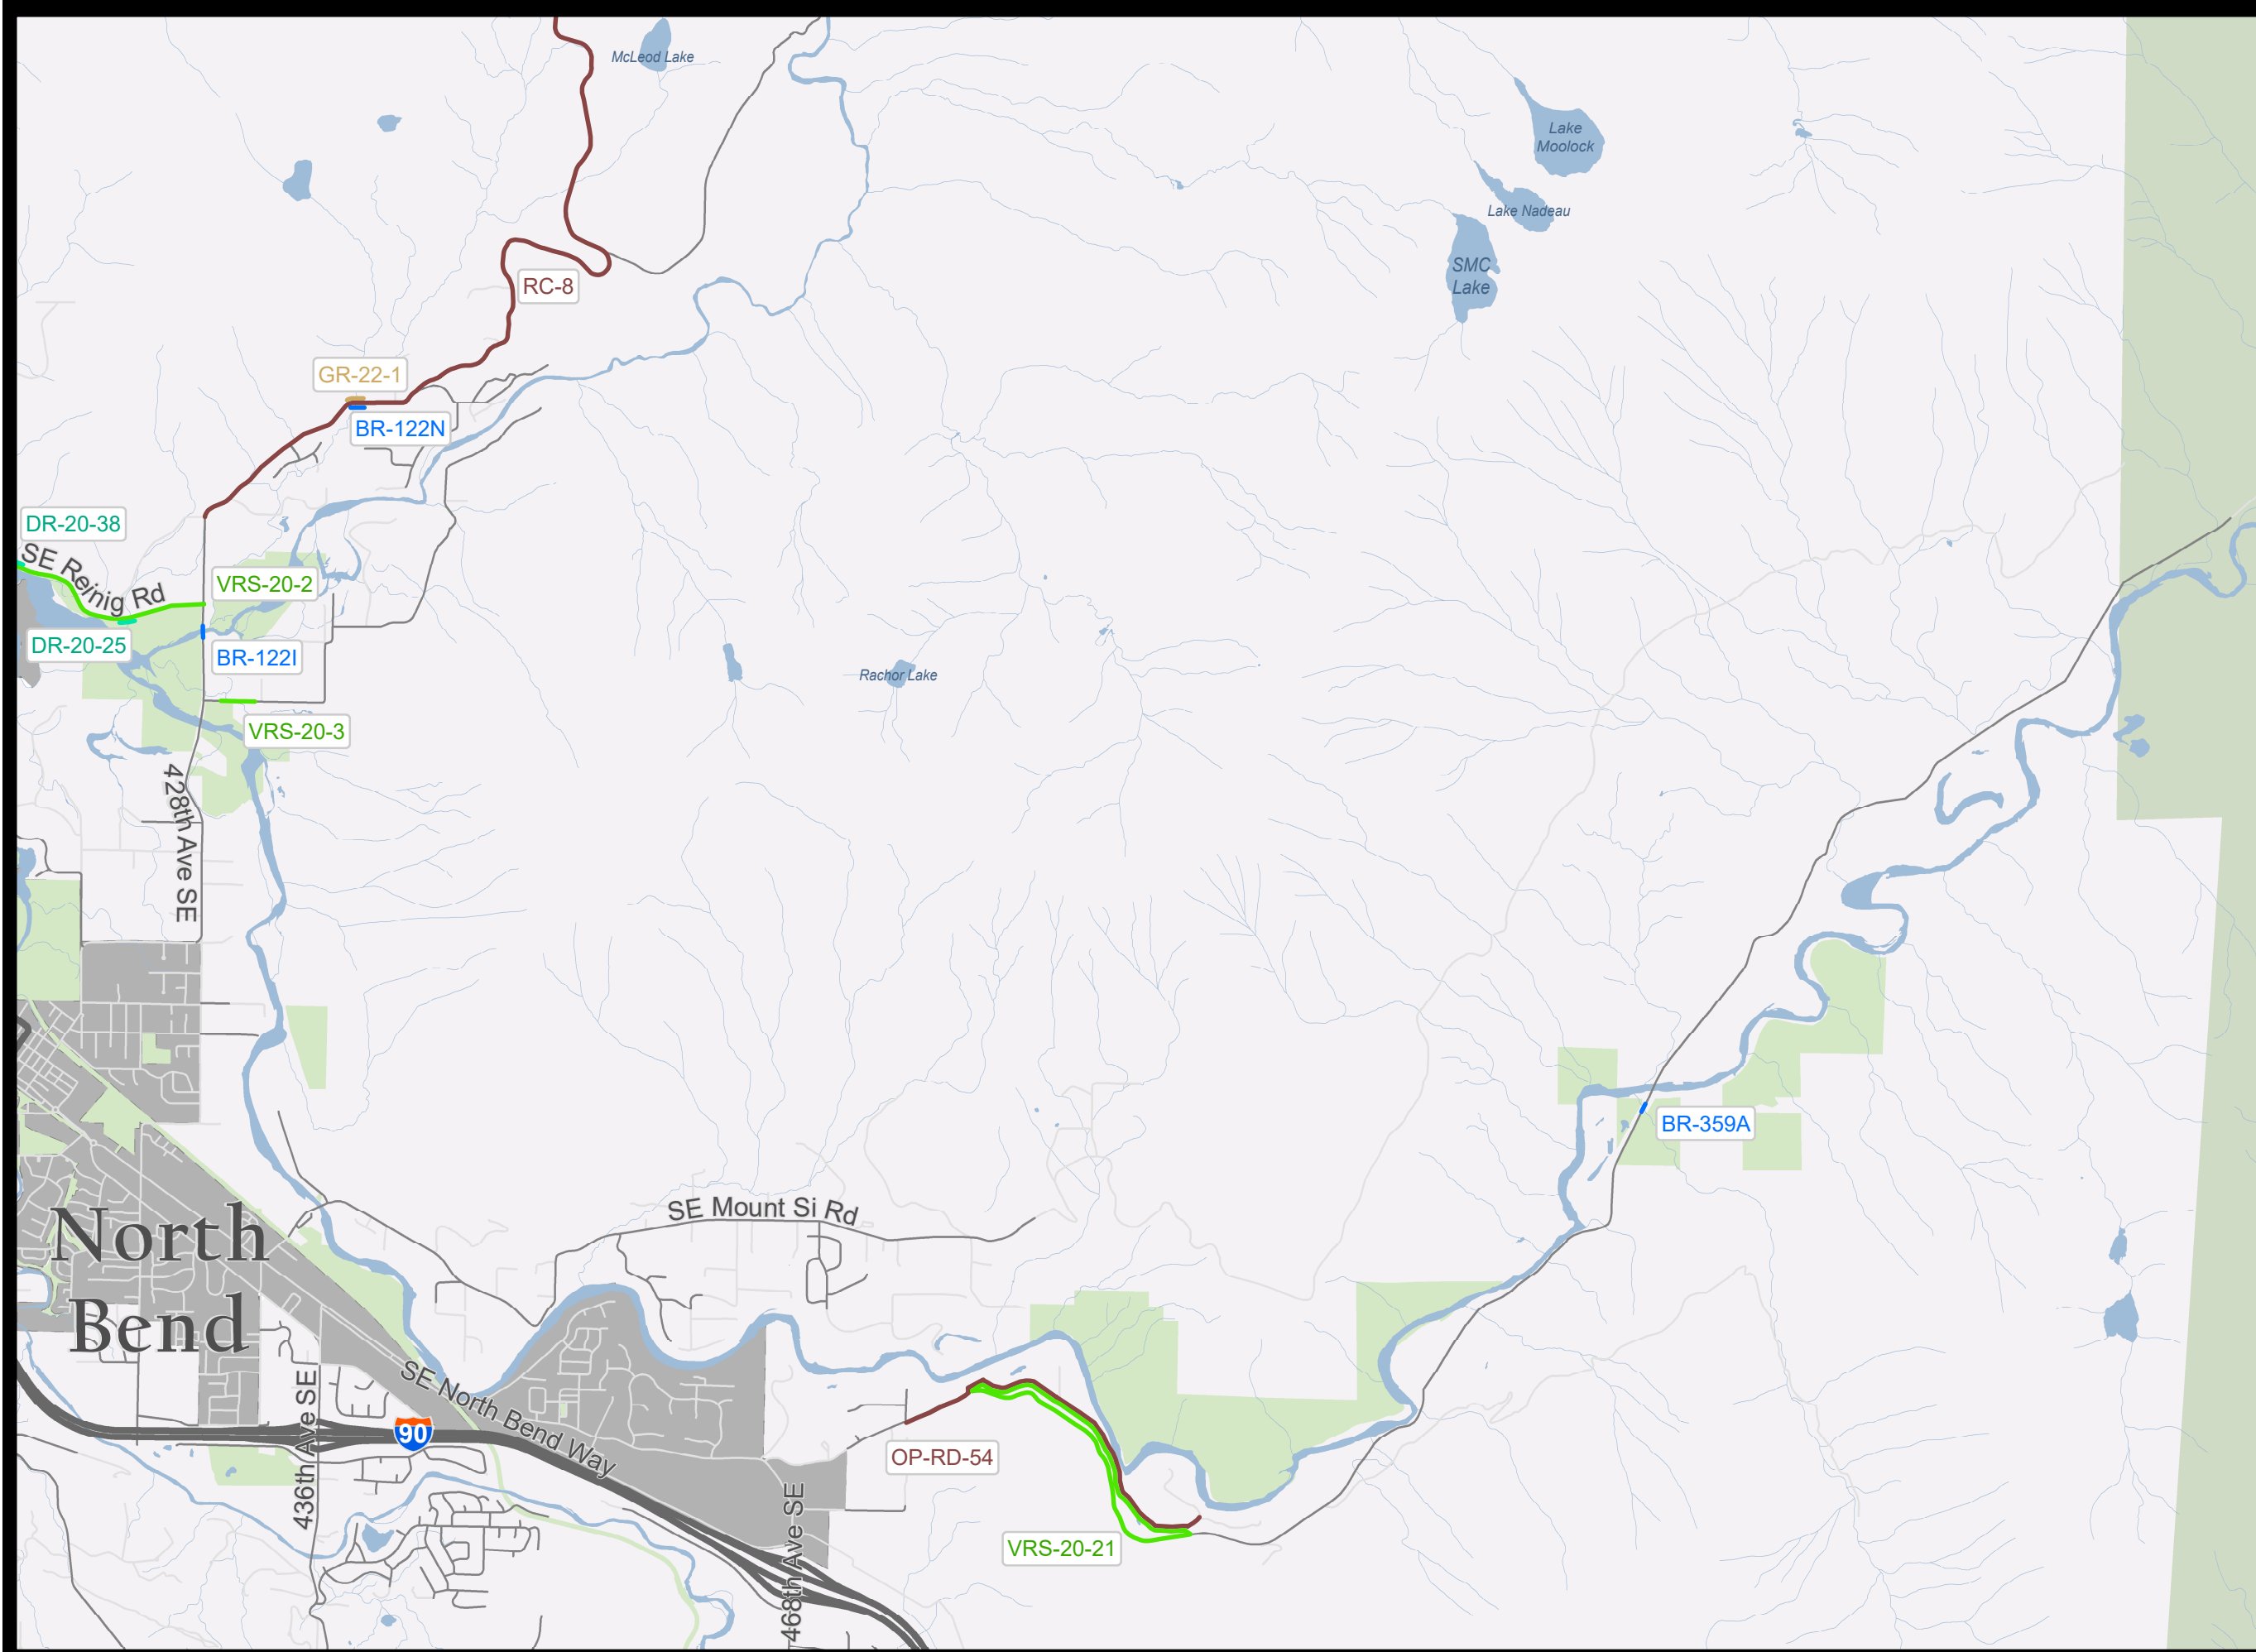 McLeod Lake
Lake
Moolock
Lake Nadeau
SMC
Lake
RC-8
GR-22-1
BR-122N
DR-20-38
SE Reinig Rd
VRS-20-2
DR-20-25
BR-122I
Rachor Lake
VRS-20-3
428th Ave SE
BR-359A
SE Mount Si Rd
North
Bend
SE North Bend Way
436th Ave SE
90
OP-RD-54
468th Ave SE
VRS-20-21